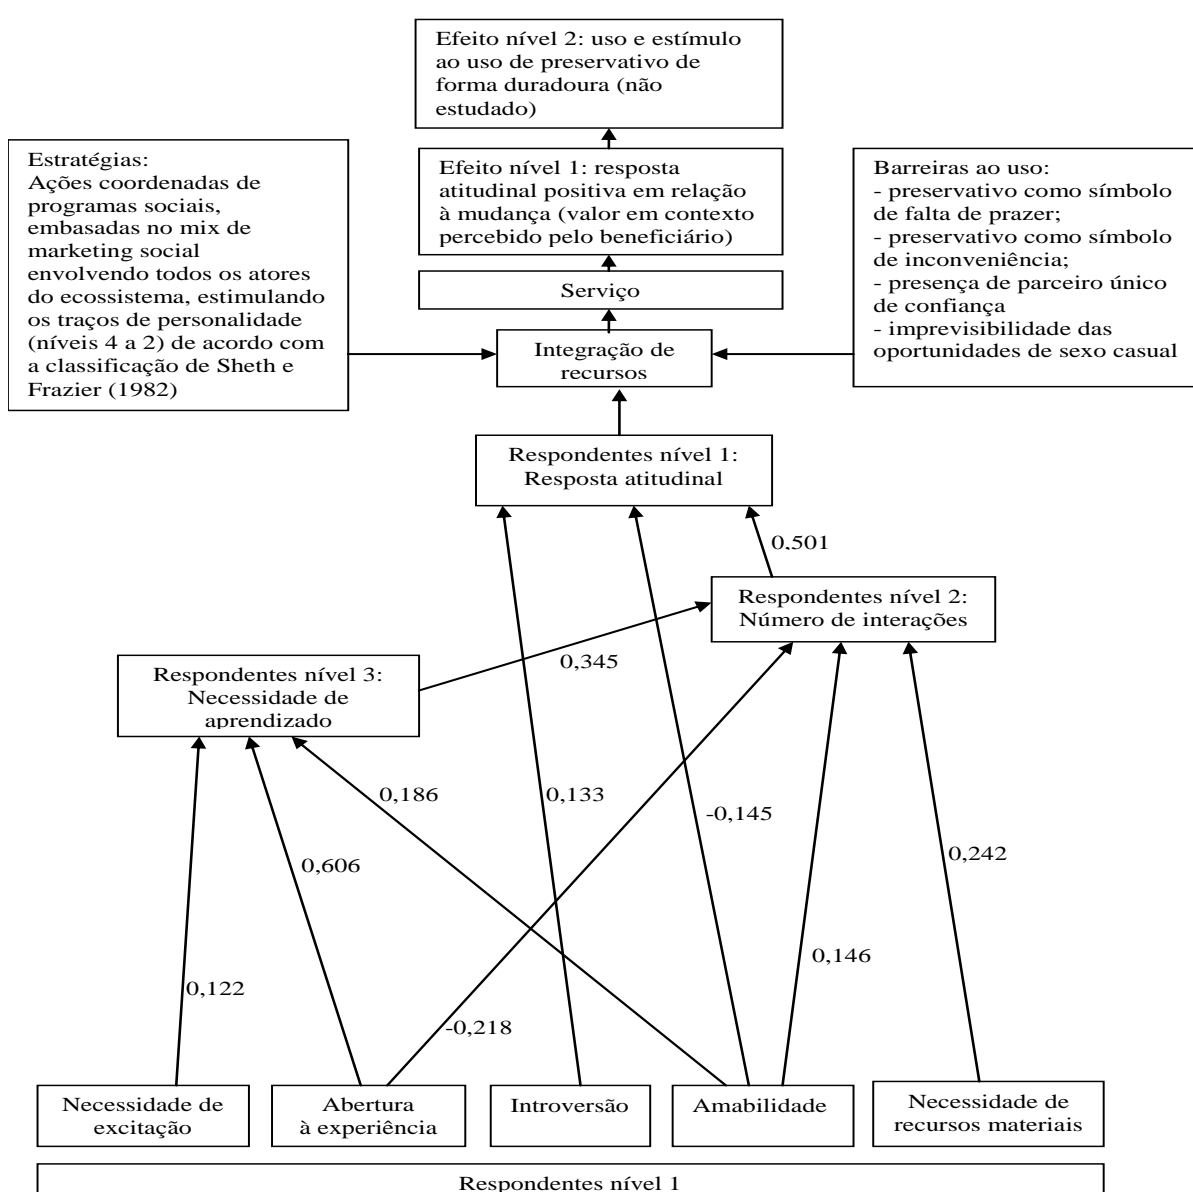 Efeito nível 2: uso e estímulo
ao uso de preservativo de
forma duradoura (não
estudado)
Estratégias:
Ações coordenadas de
programas sociais,
embasadas no mix de
marketing social
envolvendo todos os atores
do ecossistema, estimulando
os traços de personalidade
(níveis 4 a 2) de acordo com
a classificação de Sheth e
Frazier (1982)
Efeito nível 1: resposta
atitudinal positiva em relação
à mudança (valor em contexto
percebido pelo beneficiário)
Barreiras ao uso:
- preservativo como símbolo
de falta de prazer;
- preservativo como símbolo
de inconveniência;
- presença de parceiro único
de confiança
- imprevisibilidade das
oportunidades de sexo casual
Serviço
Integração de
recursos
Respondentes nível 1:
Resposta atitudinal
0,501
Respondentes nível 2:
Número de interações
0,345
Respondentes nível 3:
Necessidade de
aprendizado
0,186
0,133
-0,145
0,242
0,606
0,146
0,122
-0,218
Necessidade de
excitação
Abertura
à experiência
Introversão
Amabilidade
Necessidade de
recursos materiais
Respondentes nível 1